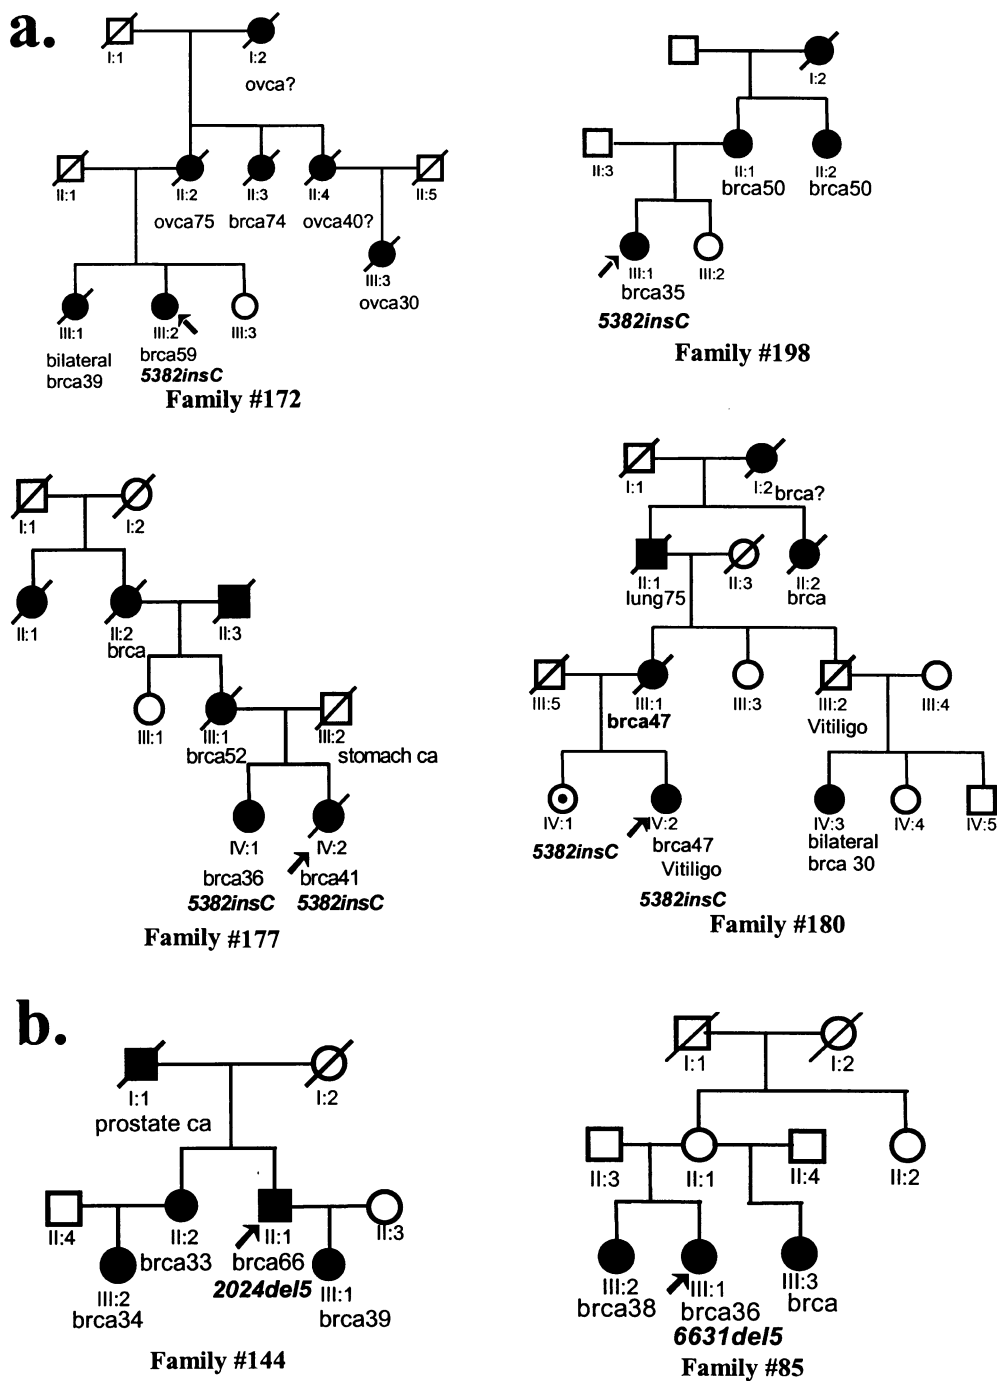 a.
I:1
I:2
ovca?
II:1
II:2
II:3
II:4
II:5
ovca75
brca74
ovca40?
III:3
ovca30
III:1
III:2
III:3
bilateral
brca39
brca59
5382insC
Family #172
I:2
II:3
II:1
II:2
brca50
brca50
III:1
III:2
brca35
5382insC
Family #198
I:1
I:2
II:1
II:2
II:3
brca
III:1
III:1
III:2
brca52
stomach ca
IV:1
IV:2
brca36
brca41
5382insC
5382insC
Family #177
I:1
I:2
brca?
II:1
II:3
II:2
lung75
brca
III:5
III:1
III:3
III:2
III:4
brca47
Vitiligo
IV:1
IV:2
IV:3
IV:4
IV:5
5382insC
brca47
Vitiligo
5382insC
bilateral
brca 30
Family #180
b.
I:1
I:2
prostate ca
II:4
II:2
II:1
II:3
brca33
brca66
2024del5
III:2
III:1
brca34
brca39
Family #144
I:1
I:2
II:3
II:1
II:4
II:2
III:2
III:1
III:3
brca38
brca36
brca
6631del5
Family #85